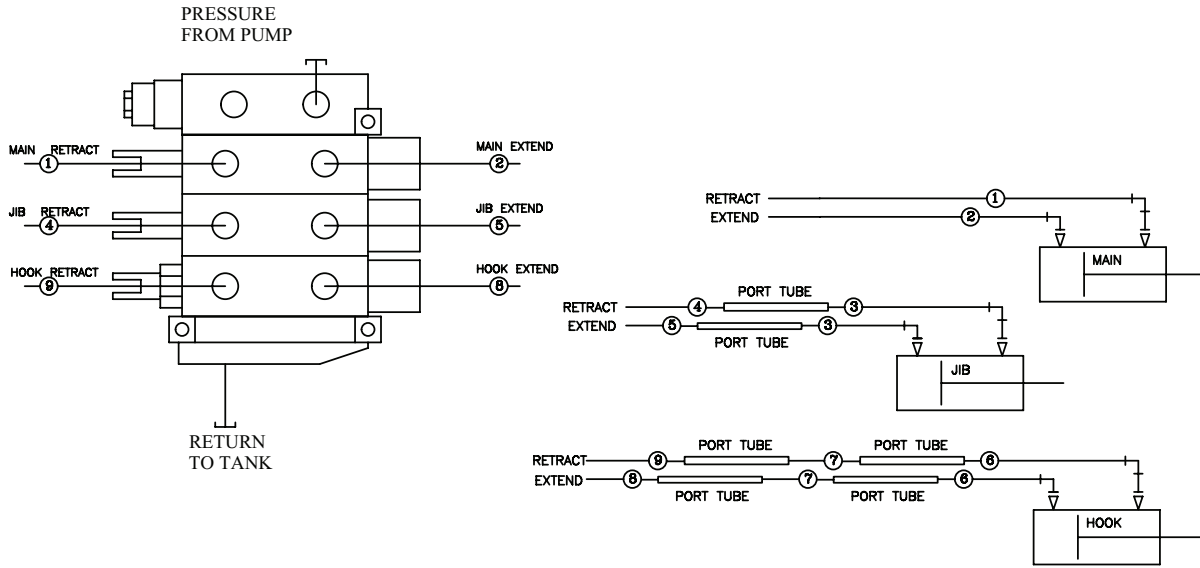 PRESSURE
FROM PUMP
MAIN RETRACT
1
MAIN EXTEND
2
JIB RETRACT
4
JIB EXTEND
5
HOOK RETRACT
9
HOOK EXTEND
8
RETURN
TO TANK
RETRACT 1
EXTEND 2
MAIN
RETRACT 4 PORT TUBE 3
EXTEND 5 PORT TUBE 3
JIB
RETRACT 9 PORT TUBE 7 PORT TUBE 6
EXTEND 8 PORT TUBE 7 PORT TUBE 6
HOOK